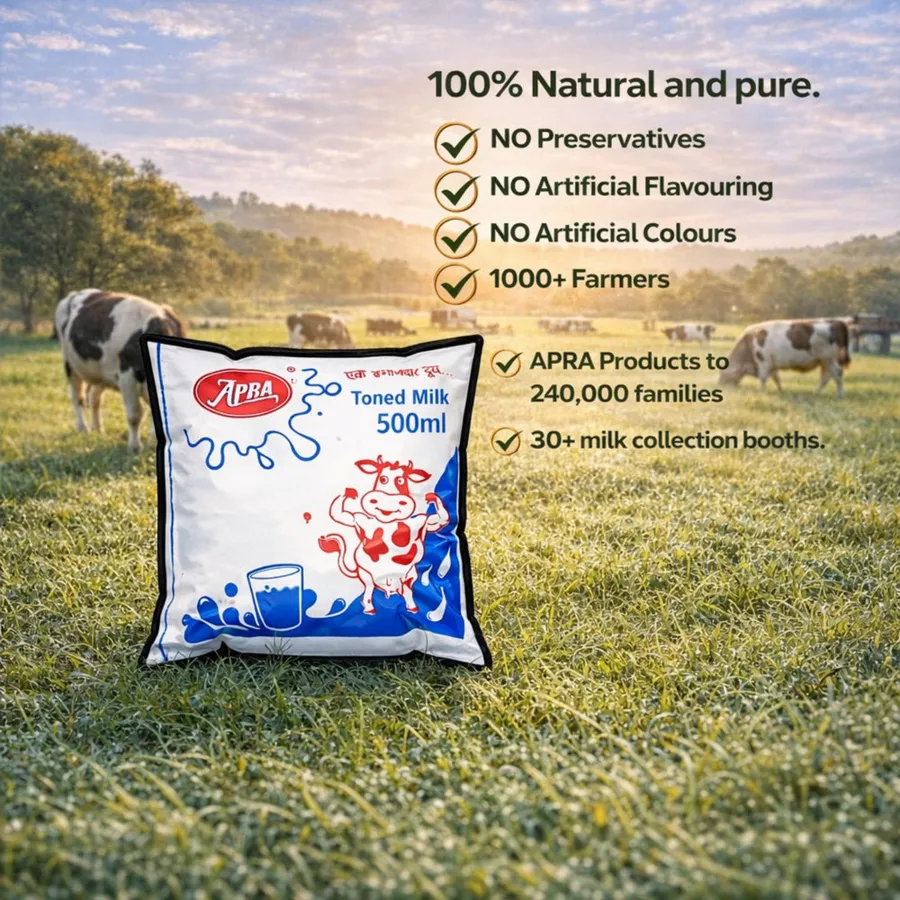 100% Natural and pure.
NO Preservatives
NO Artificial Flavouring
NO Artificial Colours
1000+ Farmers
APRA Products to
240,000 families
30+ milk collection booths.
APRA ®
एक
Toned Milk
500ml